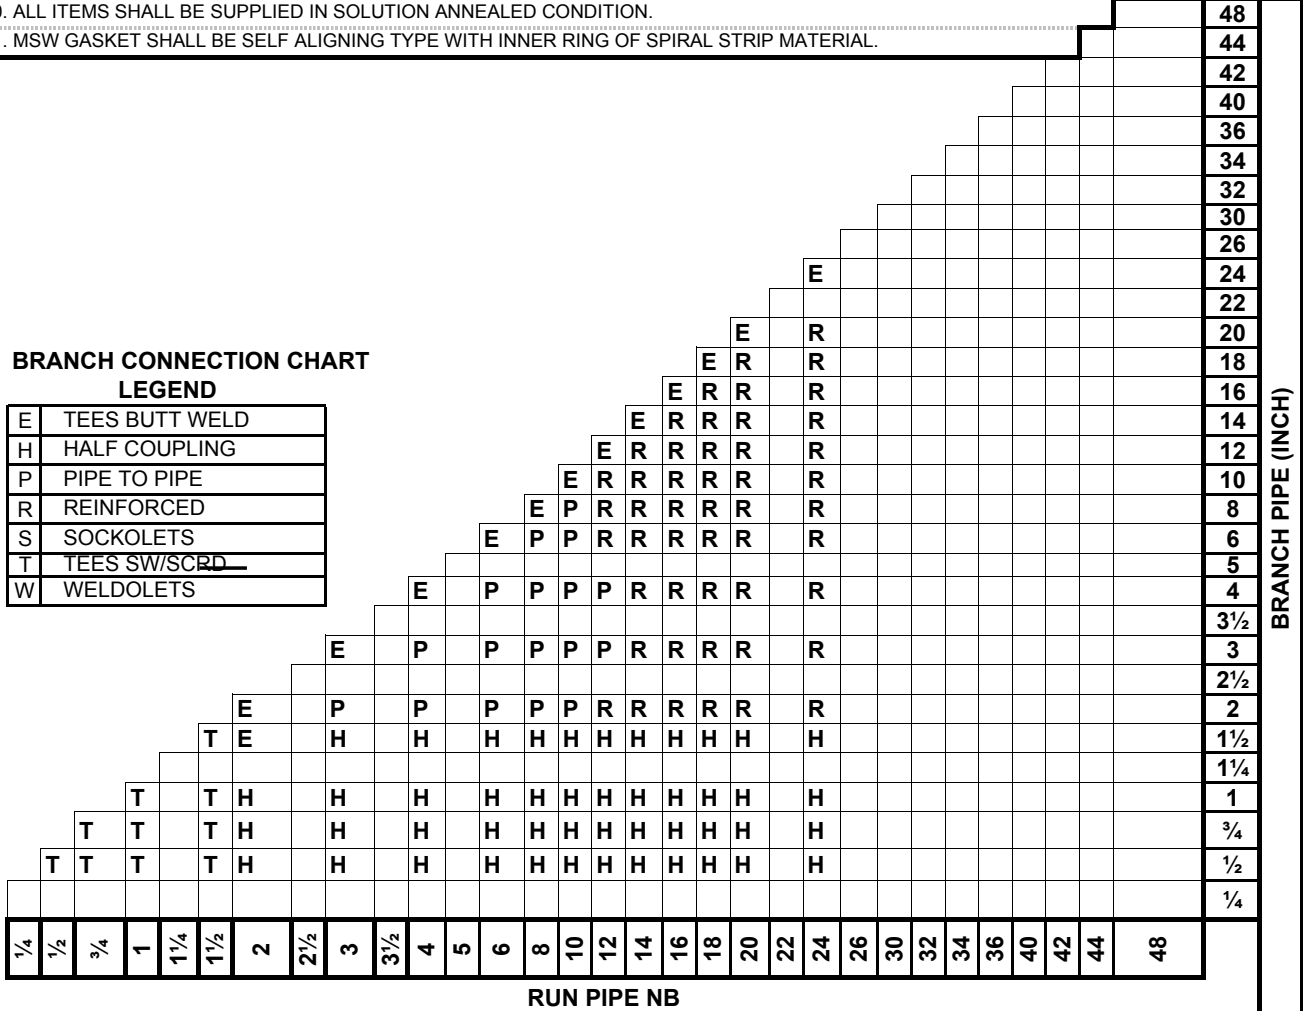 . ALL ITEMS SHALL BE SUPPLIED IN SOLUTION ANNEALED CONDITION.
. MSW GASKET SHALL BE SELF ALIGNING TYPE WITH INNER RING OF SPIRAL STRIP MATERIAL.
48
44
42
40
36
34
32
30
26
E 24
22
E R 20
E R R 18
E R R R 16
E R R R R 14
E R R R R R 12
E R R R R R R 10
E P R R R R R R 8
E P P R R R R R R 6
5
E P P P P R R R R R 4
3½
E P P P P P R R R R R 3
2½
E P P P P P R R R R R R 2
T E H H H H H H H H H H H H 1½
1¼
T T H H H H H H H H H H H H 1
T T T H H H H H H H H H H H H ¾
T T T T H H H H H H H H H H H H ½
¼
BRANCH CONNECTION CHART
LEGEND
E TEES BUTT WELD
H HALF COUPLING
P PIPE TO PIPE
R REINFORCED
S SOCKOLETS
T TEES SW/SCRD
W WELDOLETS
BRANCH PIPE (INCH)
¼ ½ ¾ 1 1¼ 1½ 2 2½ 3 3½ 4 5 6 8 10 12 14 16 18 20 22 24 26 30 32 34 36 40 42 44 48
RUN PIPE NB